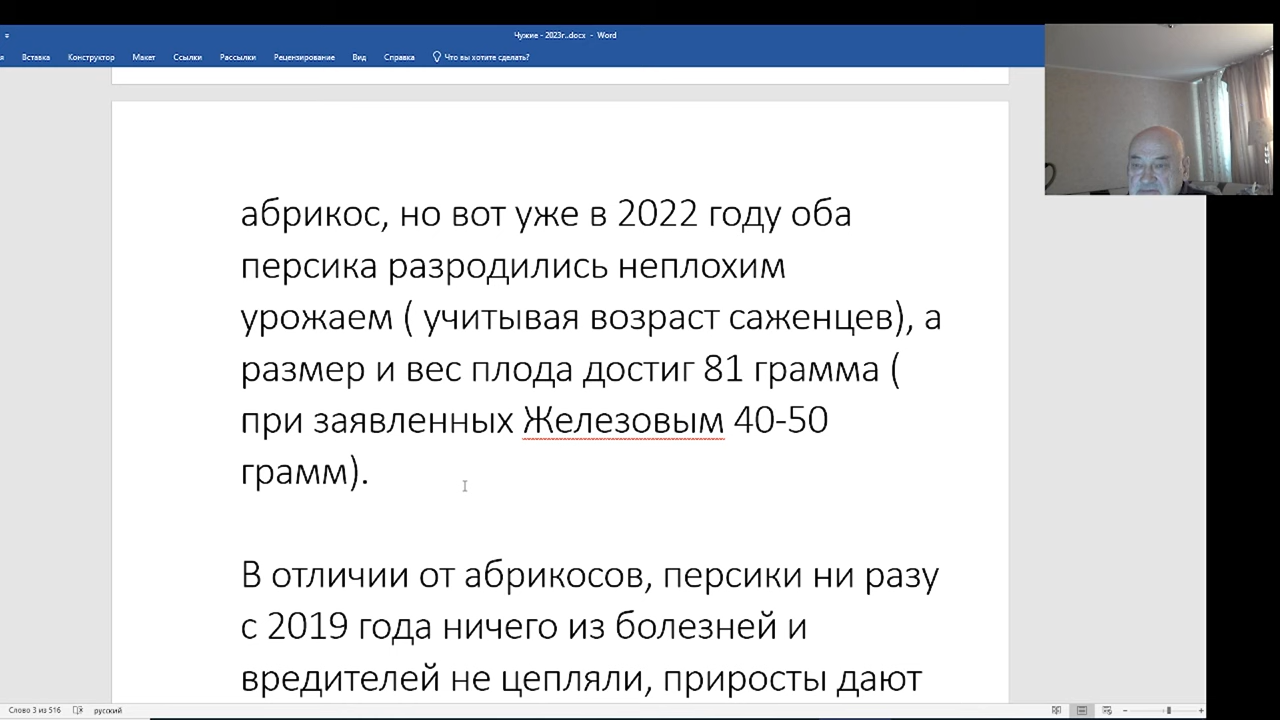 Чужие - 2023г..docx - Word
я Вставка Конструктор Макет Ссылки Рассылки Рецензирование Вид Справка Что вы хотите сделать?
абрикос, но вот уже в 2022 году оба
персика разродились неплохим
урожаем ( учитывая возраст саженцев), а
размер и вес плода достиг 81 грамма (
при заявленных Железовым 40-50
грамм).
В отличии от абрикосов, персики ни разу
с 2019 года ничего из болезней и
вредителей не цепляли, приросты дают
Слово 3 из 516 русский